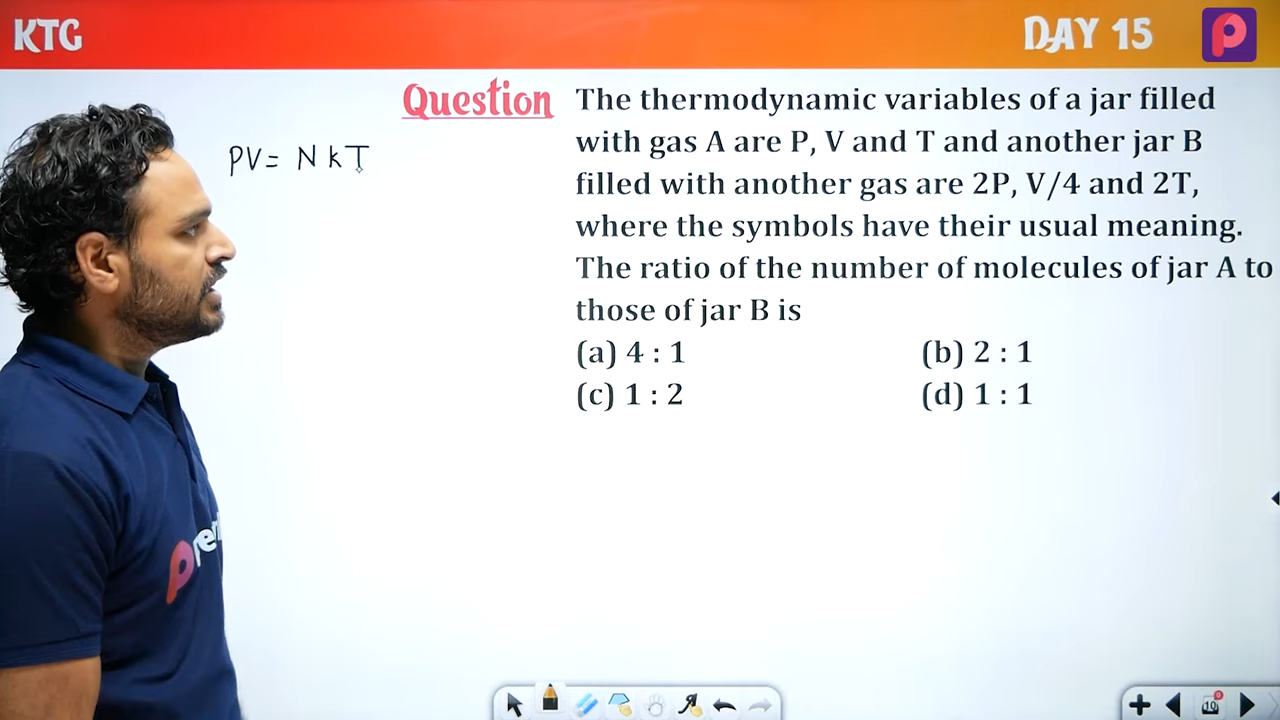 KTG
DAY 15
Question
The thermodynamic variables of a jar filled
with gas A are P, V and T and another jar B
filled with another gas are 2P, V/4 and 2T,
where the symbols have their usual meaning.
The ratio of the number of molecules of jar A to
those of jar B is
(a) 4 : 1 (b) 2 : 1
(c) 1 : 2 (d) 1 : 1
PV= NkT
10
0